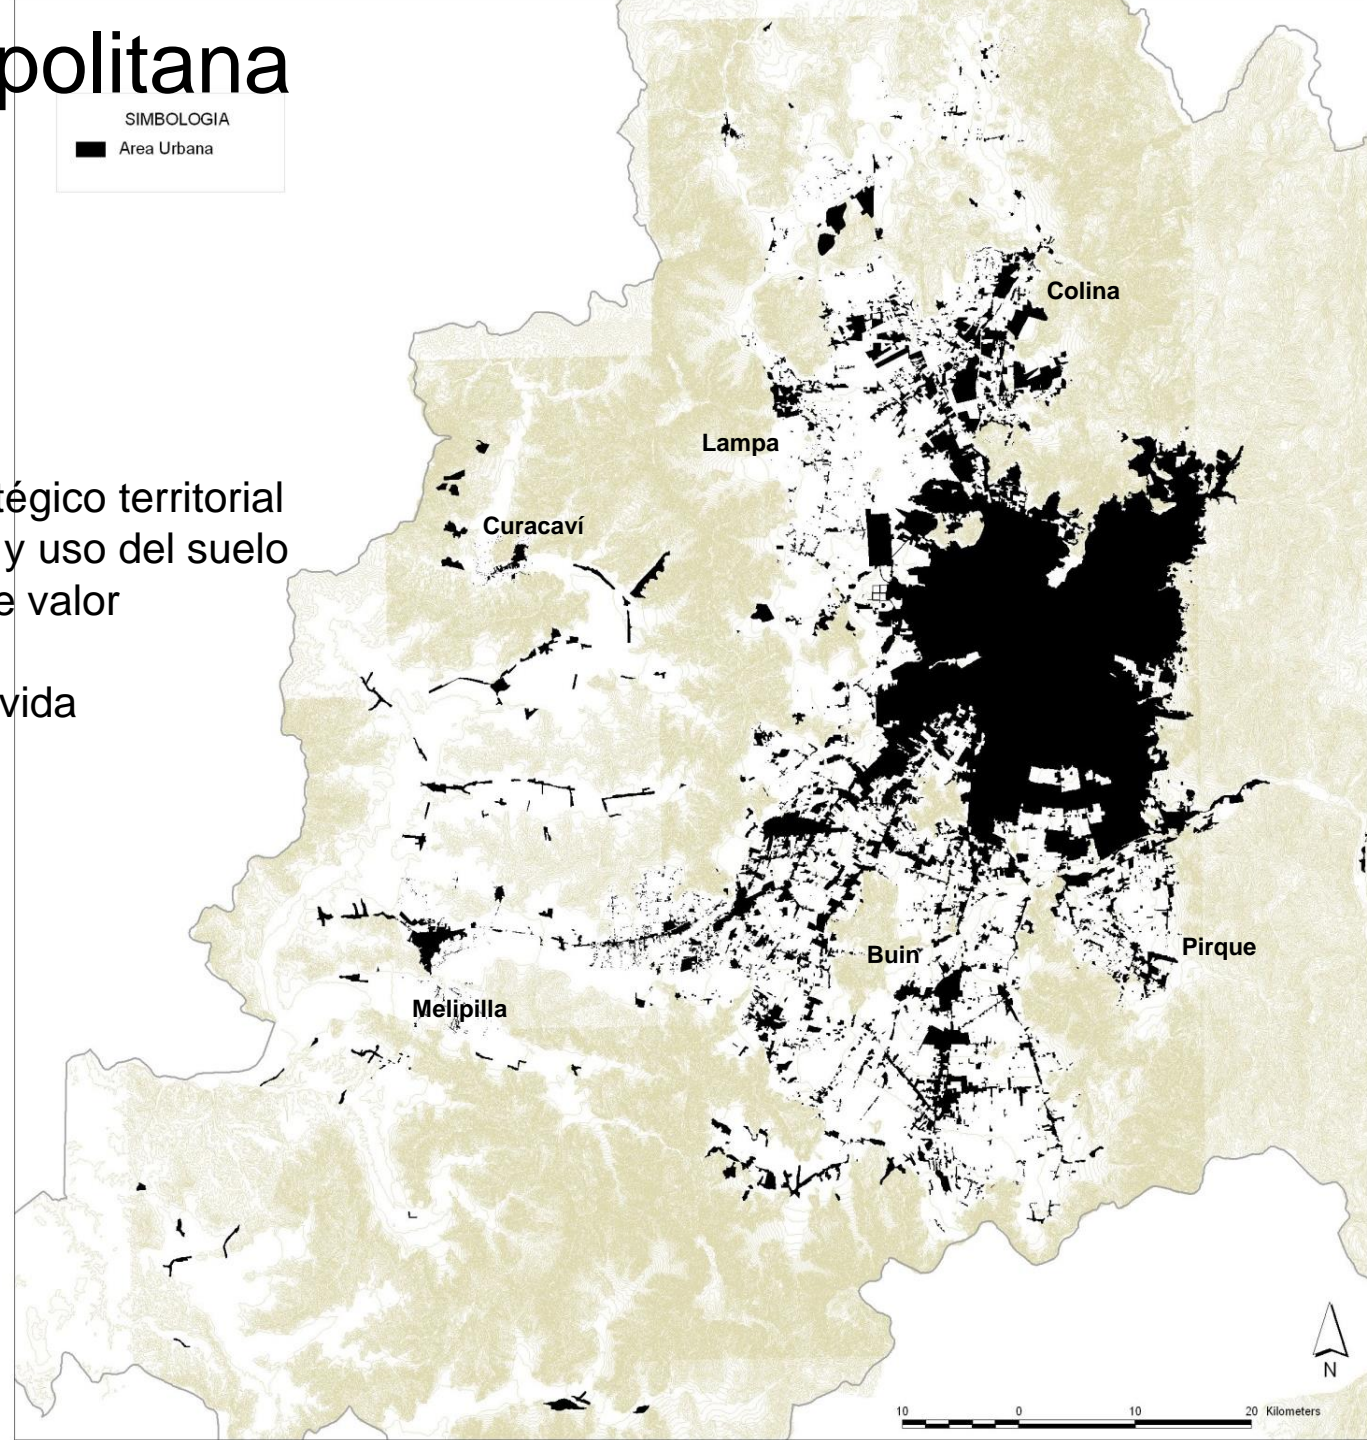 politana
SIMBOLOGIA
Area Urbana
Colina
Lampa
tégico territorial
Curacaví
y uso del suelo
e valor
vida
Buin
Pirque
Melipilla
N
10 0 10 20 Kilometers